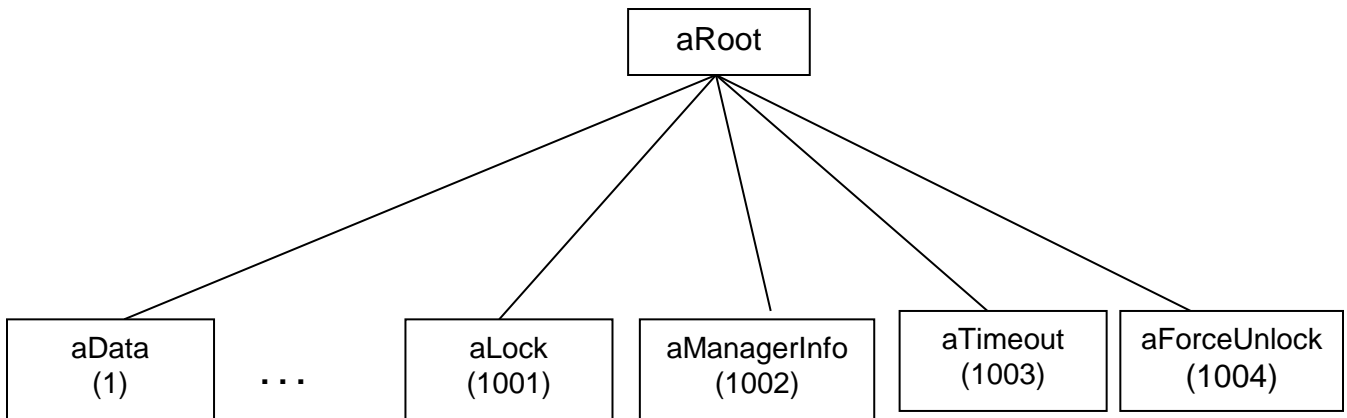 aRoot
aData
(1)
. . .
aLock
(1001)
aManagerInfo
(1002)
aTimeout
(1003)
aForceUnlock
(1004)